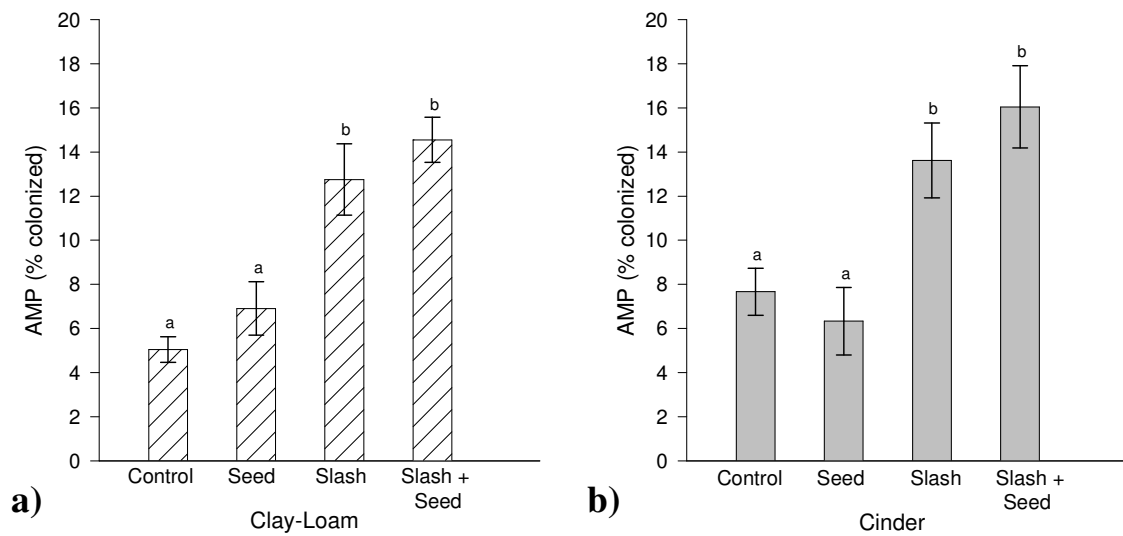 20
18
16
14
12
10
8
6
4
2
0
AMP (% colonized)
a
a
b
b
Control
Seed
Slash
Slash +
Seed
Clay-Loam
a)
20
18
16
14
12
10
8
6
4
2
0
AMP (% colonized)
a
a
b
b
Control
Seed
Slash
Slash +
Seed
Cinder
b)